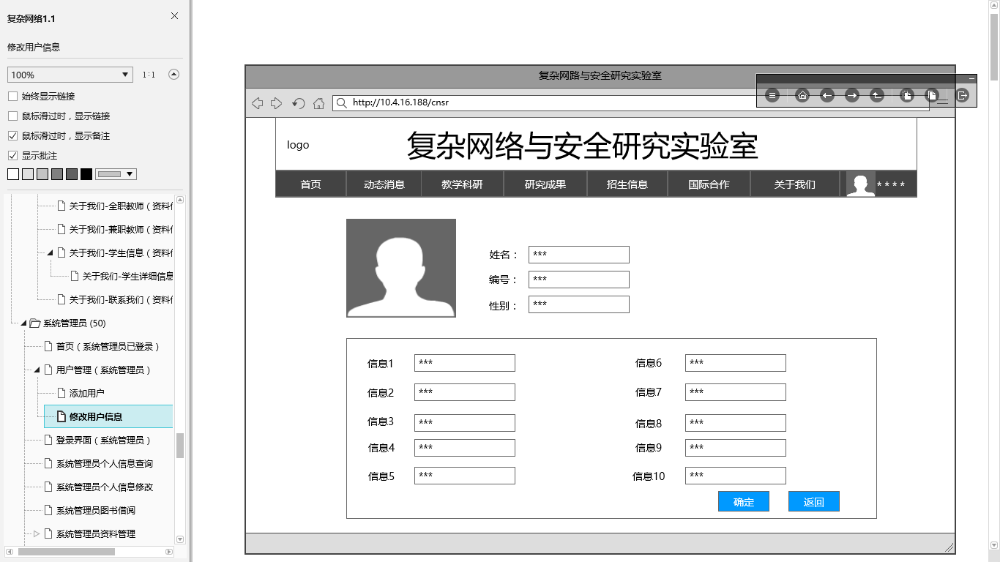 复杂网络1.1
修改用户信息
100%
1:1
始终显示链接
鼠标滑过时，显示链接
鼠标滑过时，显示备注
显示批注
关于我们-全职教师（资料
关于我们-兼职教师（资料
关于我们-学生信息（资料
关于我们-学生详细信息
关于我们-联系我们（资料
系统管理员 (50)
首页（系统管理员已登录）
用户管理（系统管理员）
添加用户
修改用户信息
登录界面（系统管理员）
系统管理员个人信息查询
系统管理员个人信息修改
系统管理员图书借阅
系统管理员资料管理
复杂网路与安全研究实验室
http://10.4.16.188/cnsr
logo
复杂网络与安全研究实验室
首页 动态消息 教学科研 研究成果 招生信息 国际合作 关于我们 ****
姓名： ***
编号： ***
性别： ***
信息1 *** 信息6 ***
信息2 *** 信息7 ***
信息3 *** 信息8 ***
信息4 *** 信息9 ***
信息5 *** 信息10 ***
确定 返回